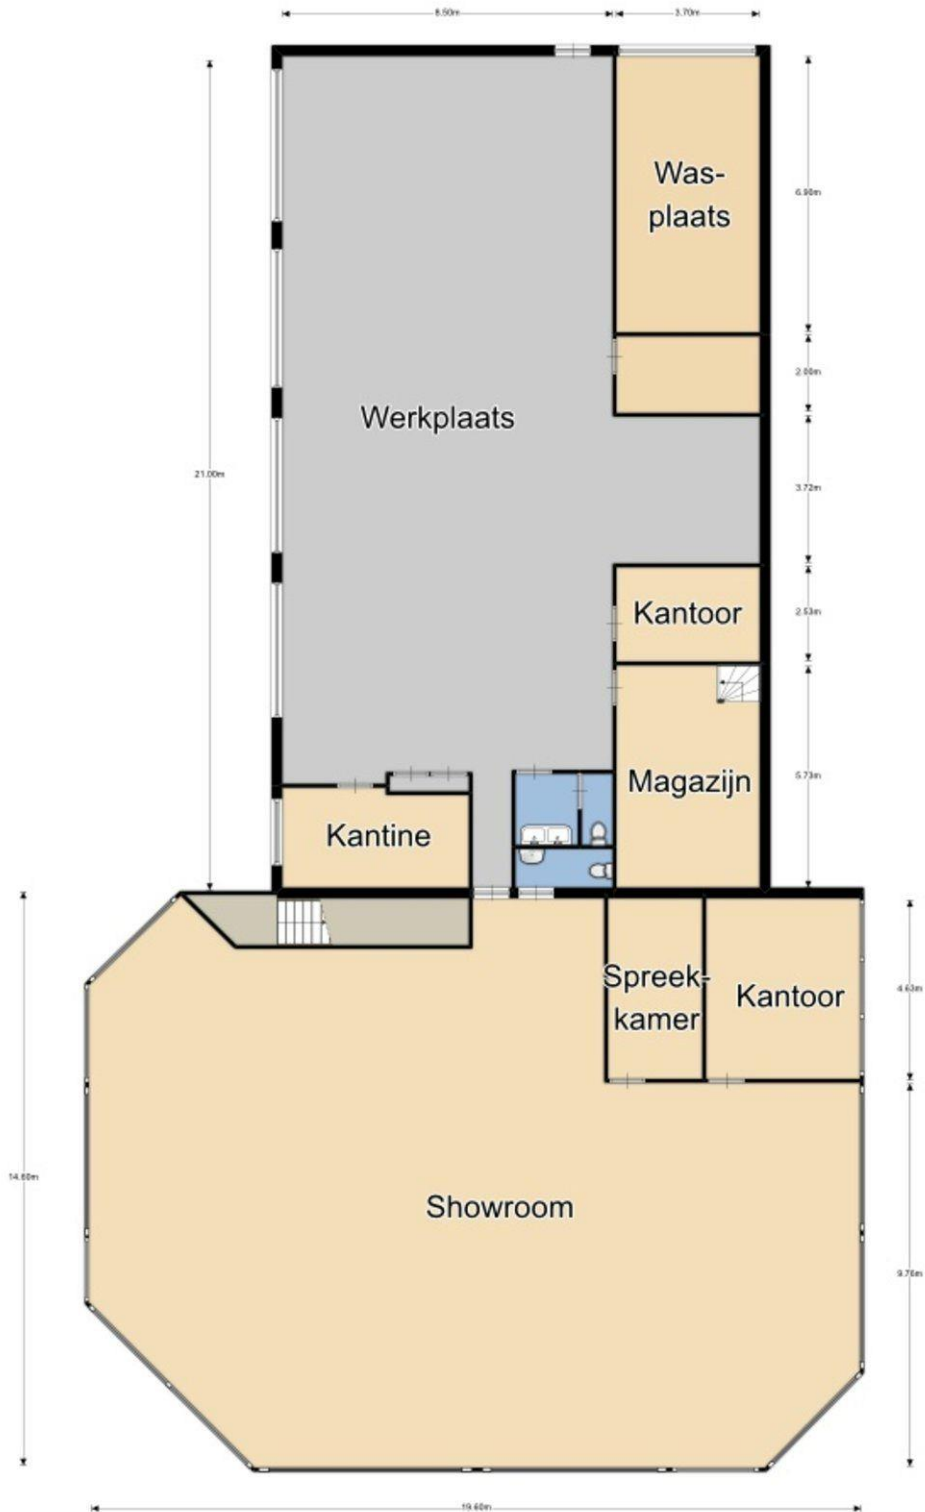 8.50m
3.70m
Was-
plaats
6.90m
2.00m
Werkplaats
21.00m
3.72m
Kantoor
2.53m
Magazijn
5.73m
Kantine
Spreek-
kamer
Kantoor
4.63m
Showroom
14.60m
9.76m
19.60m